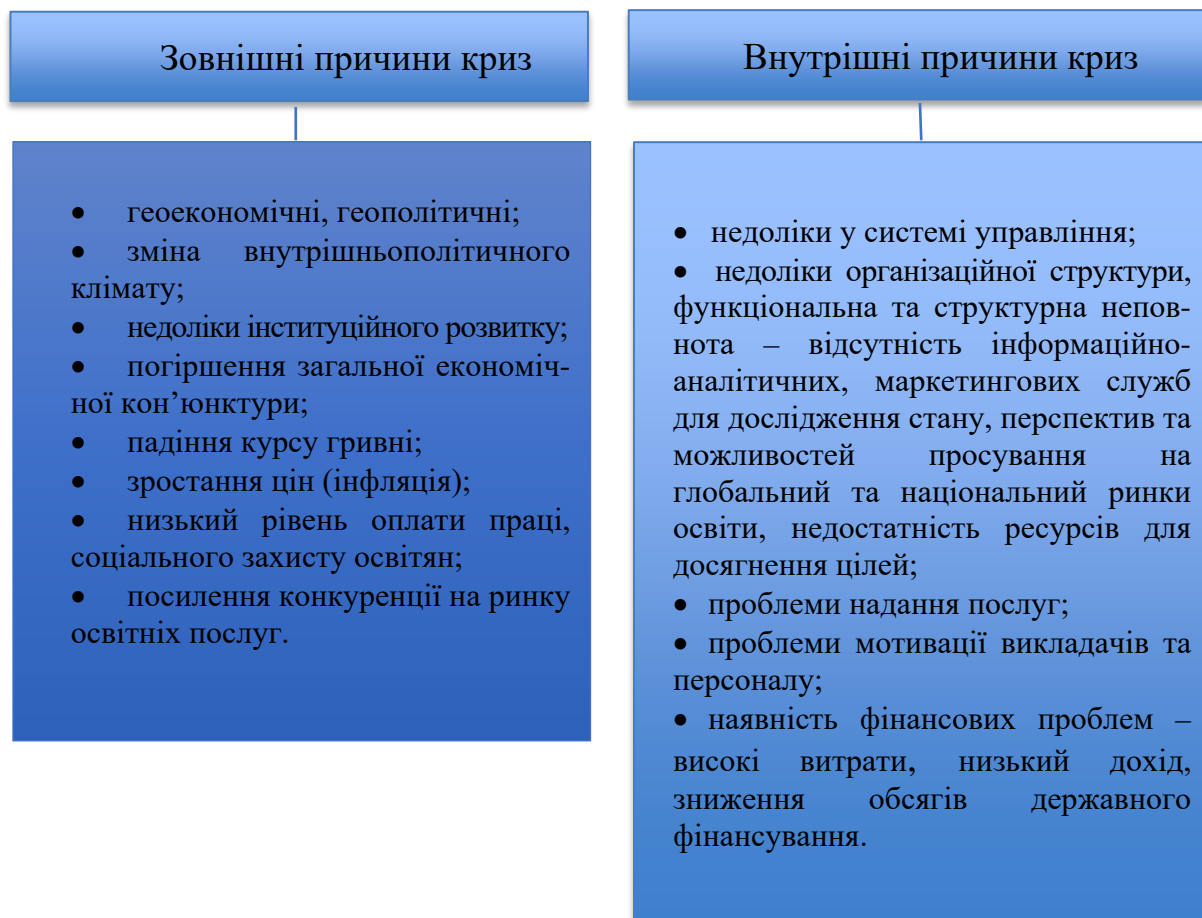 Зовнішні причини криз
• геоекономічні, геополітичні;
• зміна внутрішньополітичного
клімату;
• недоліки інституційного розвитку;
• погіршення загальної економіч-
ної кон’юнктури;
• падіння курсу гривні;
• зростання цін (інфляція);
• низький рівень оплати праці,
соціального захисту освітян;
• посилення конкуренції на ринку
освітніх послуг.
Внутрішні причини криз
• недоліки у системі управління;
• недоліки організаційної структури,
функціональна та структурна непов-
нота – відсутність інформаційно-
аналітичних, маркетингових служб
для дослідження стану, перспектив та
можливостей просування на
глобальний та національний ринки
освіти, недостатність ресурсів для
досягнення цілей;
• проблеми надання послуг;
• проблеми мотивації викладачів та
персоналу;
• наявність фінансових проблем –
високі витрати, низький дохід,
зниження обсягів державного
фінансування.